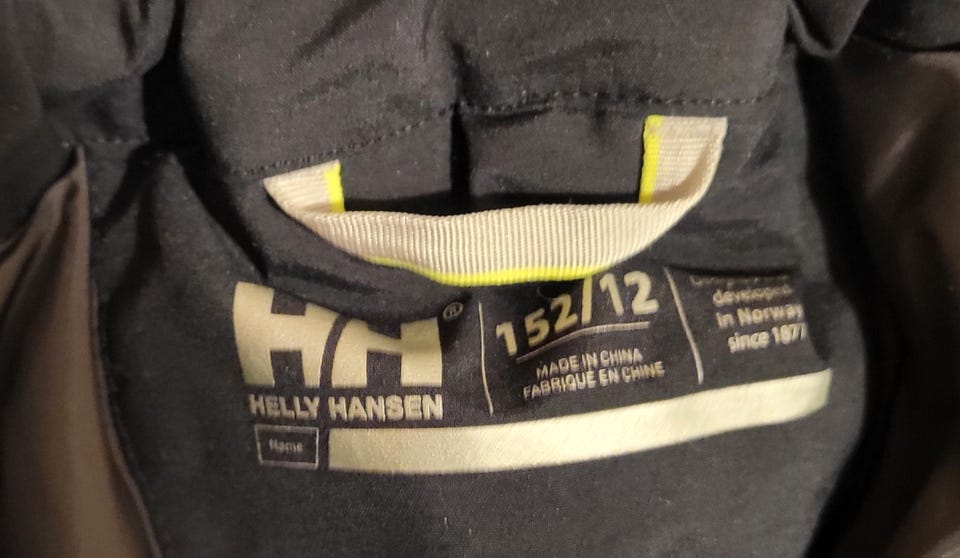 HH®
HELLY HANSEN
Name
152/12
MADE IN CHINA
FABRIQUÉ EN CHINE
developed
in Norway
since 1877